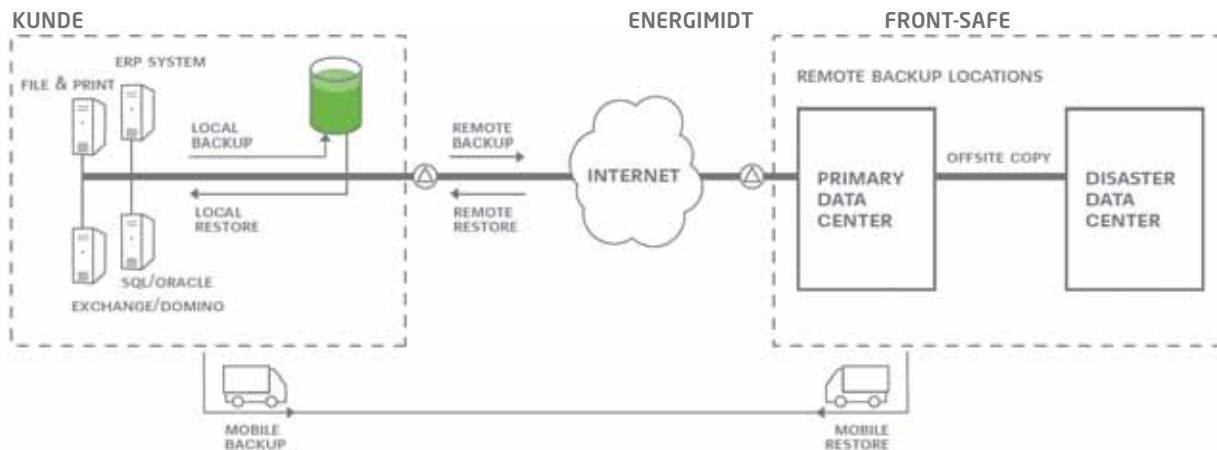 KUNDE
ENERGIMIDT
FRONT-SAFE
ERP SYSTEM
FILE & PRINT
LOCAL
BACKUP
LOCAL
RESTORE
SQL/ORACLE
EXCHANGE/DOMINO
REMOTE
BACKUP
REMOTE
RESTORE
INTERNET
REMOTE BACKUP LOCATIONS
PRIMARY
DATA
CENTER
OFFSITE COPY
DISASTER
DATA
CENTER
MOBILE
BACKUP
MOBILE
RESTORE